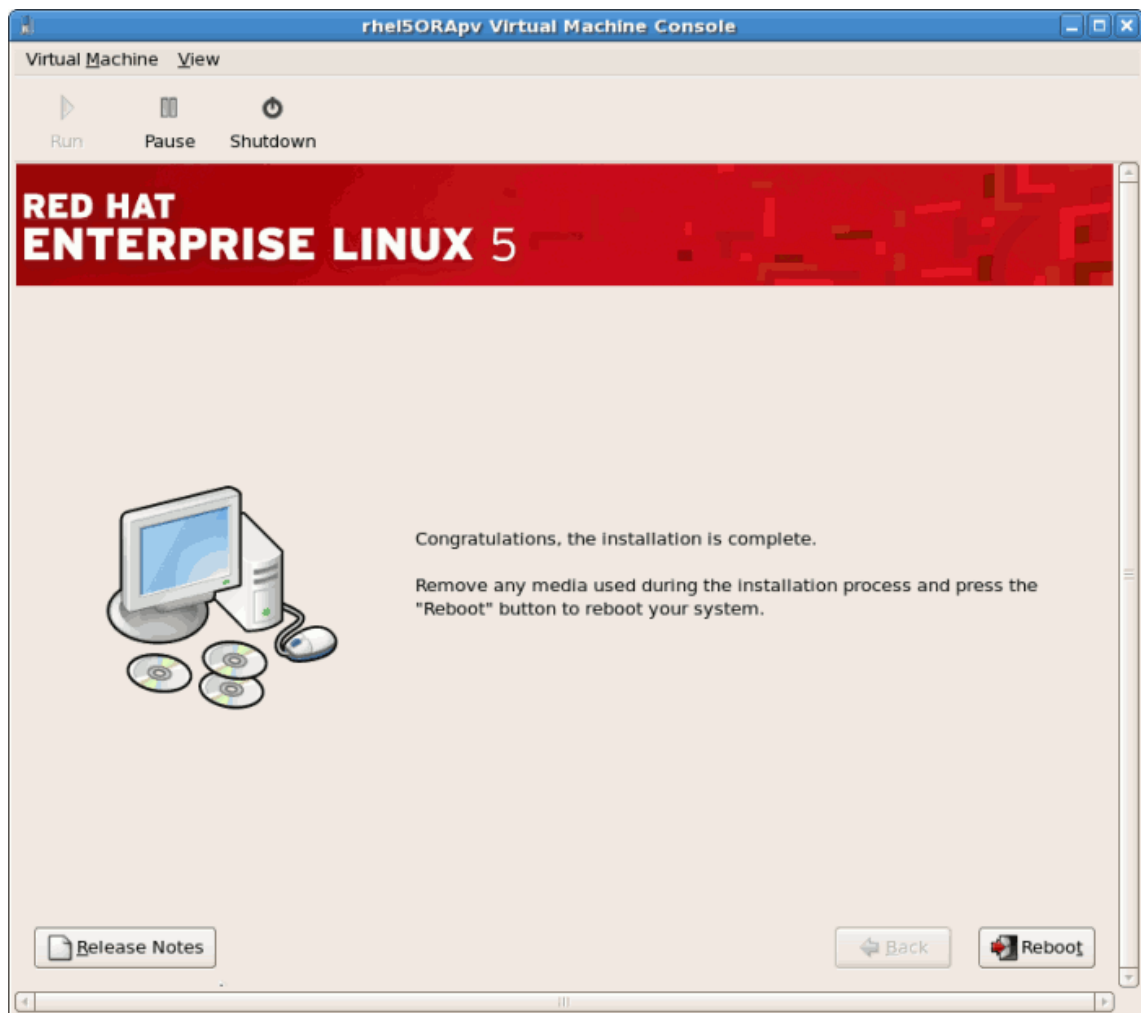 rhel5ORApv Virtual Machine Console
Virtual Machine View
Run Pause Shutdown
RED HAT
ENTERPRISE LINUX 5
Congratulations, the installation is complete.
Remove any media used during the installation process and press the
"Reboot" button to reboot your system.
Release Notes Back Reboot